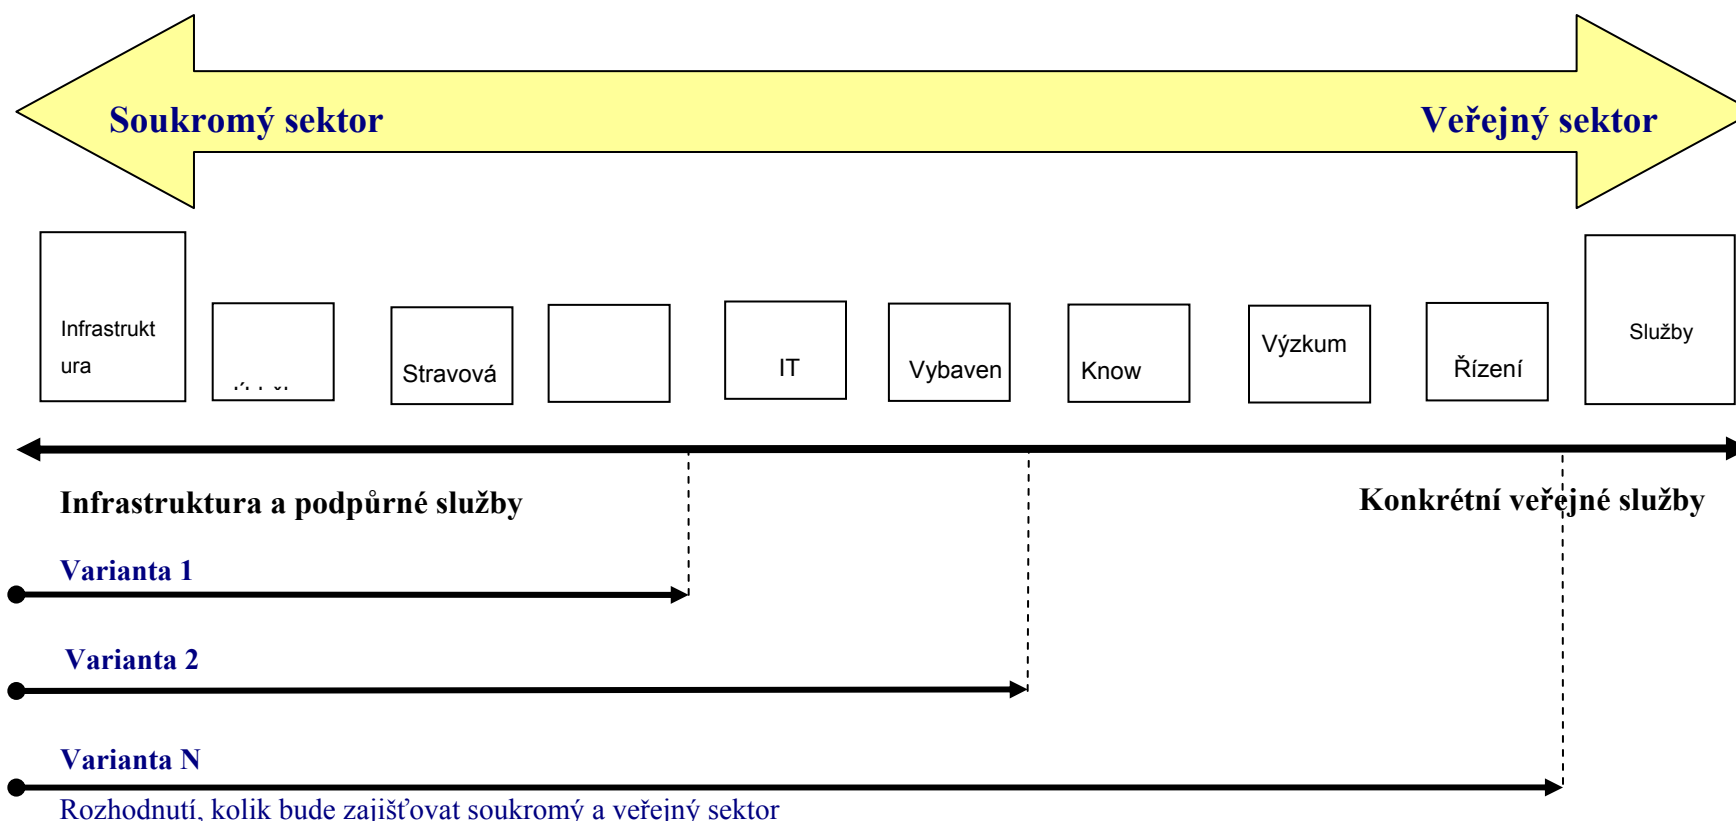 Soukromý sektor
Veřejný sektor
Infrastrukt
ura
Stravová
IT
Vybaven
Know
Výzkum
Řízení
Služby
Infrastruktura a podpůrné služby
Konkrétní veřejné služby
Varianta 1
Varianta 2
Varianta N
Rozhodnutí, kolik bude zajišťovat soukromý a veřejný sektor